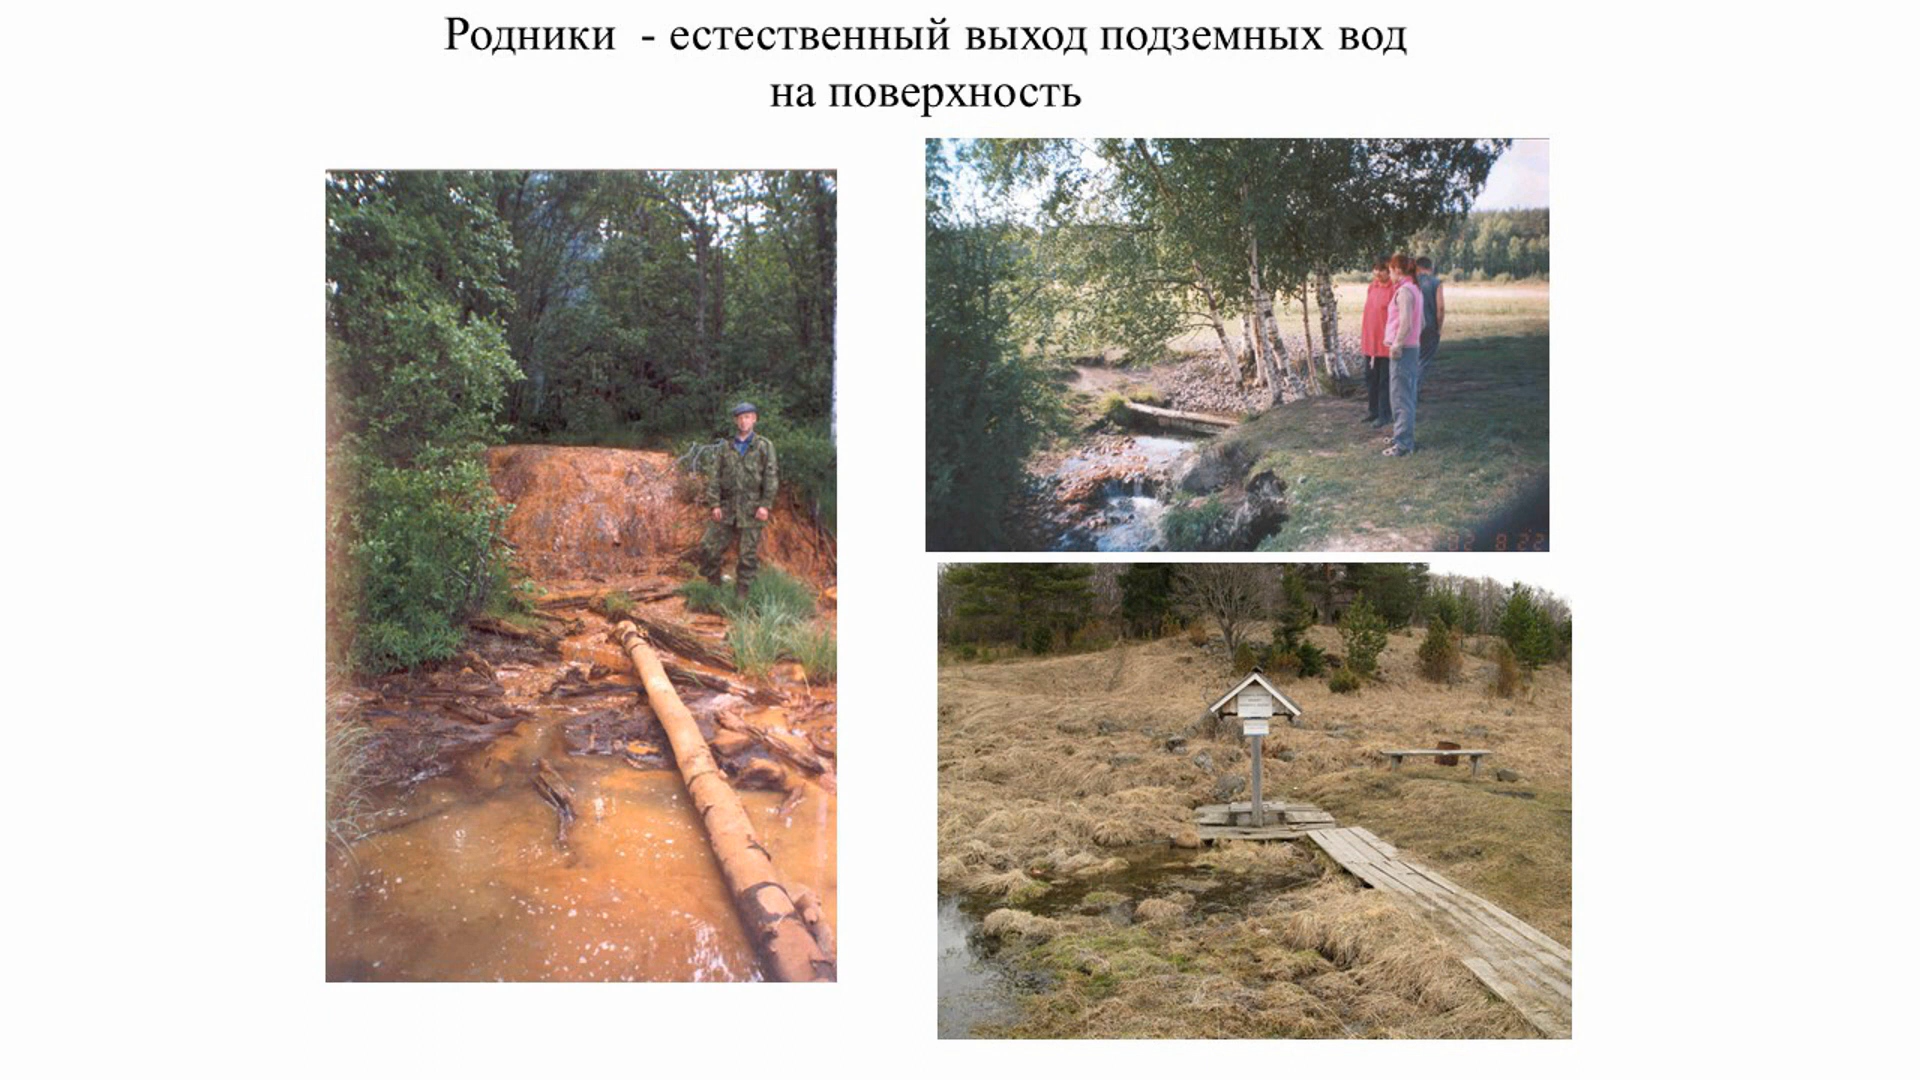 Родники - естественный выход подземных вод
на поверхность